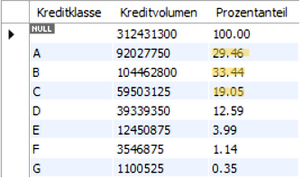 Kreditklasse Kreditvolumen Prozentanteil
NULL 312431300 100.00
A 92027750 29.46
B 104462800 33.44
C 59503125 19.05
D 39339350 12.59
E 12450875 3.99
F 3546875 1.14
G 1100525 0.35